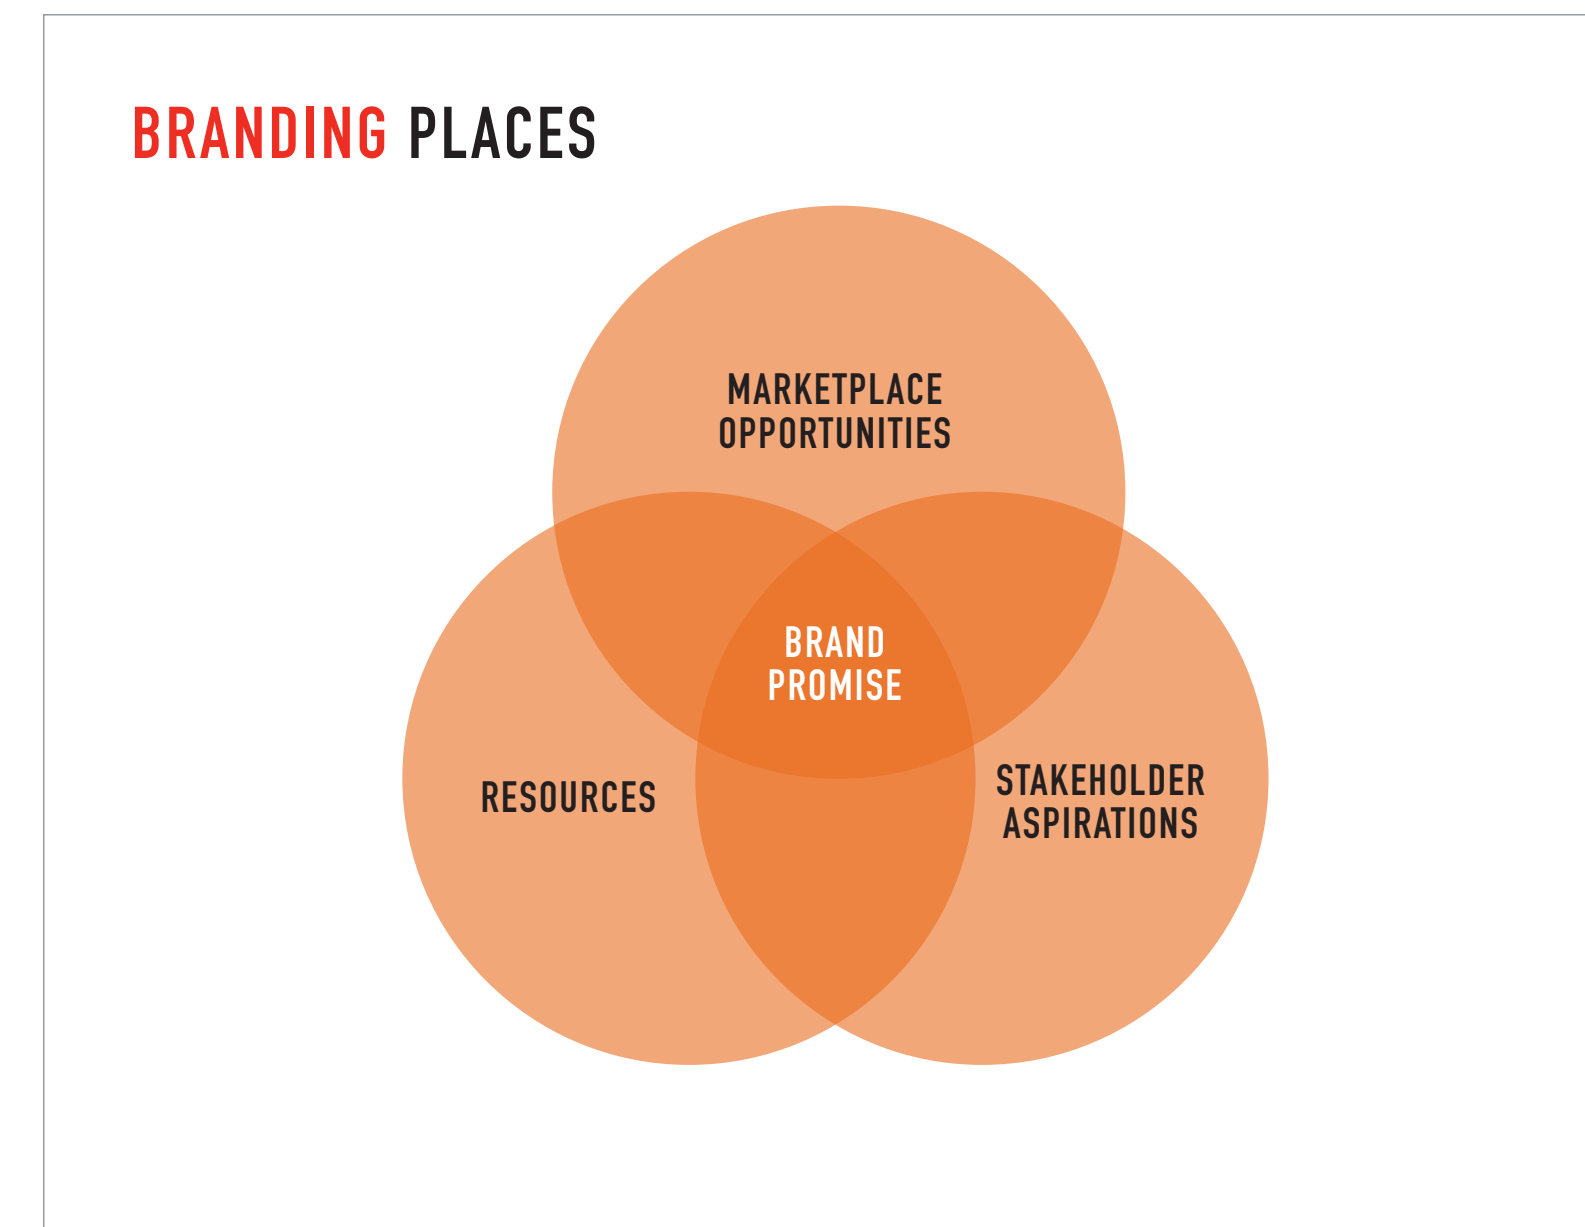 BRANDING PLACES
MARKETPLACE
OPPORTUNITIES
BRAND
PROMISE
RESOURCES
STAKEHOLDER
ASPIRATIONS